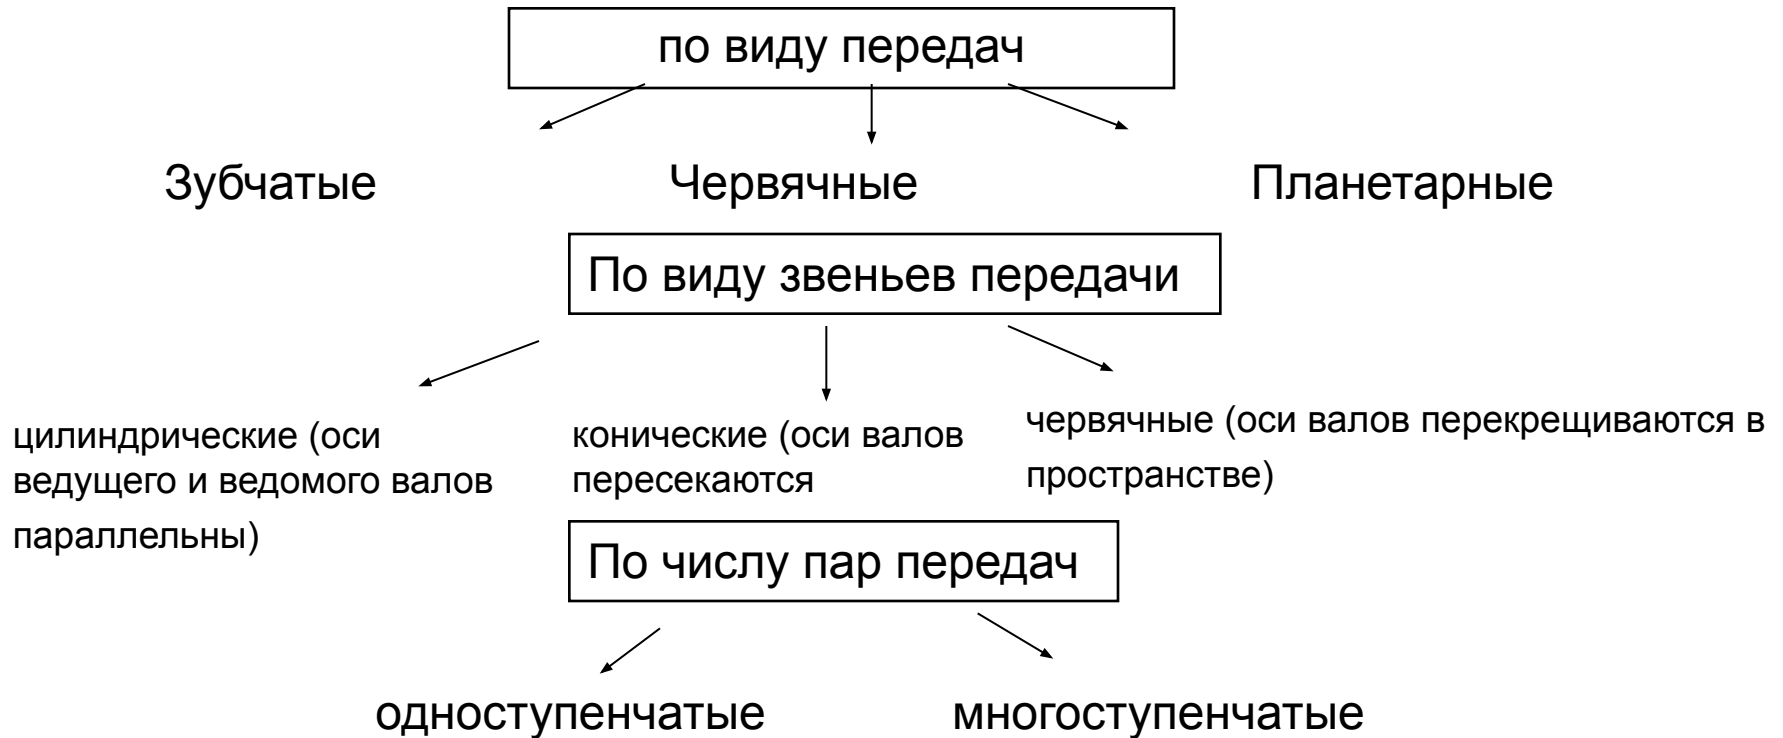 по виду передач
Зубчатые
Червячные
Планетарные
По виду звеньев передачи
цилиндрические (оси
ведущего и ведомого валов
параллельны)
конические (оси валов
пересекаются
червячные (оси валов перекрещиваются в
пространстве)
По числу пар передач
одноступенчатые
многоступенчатые